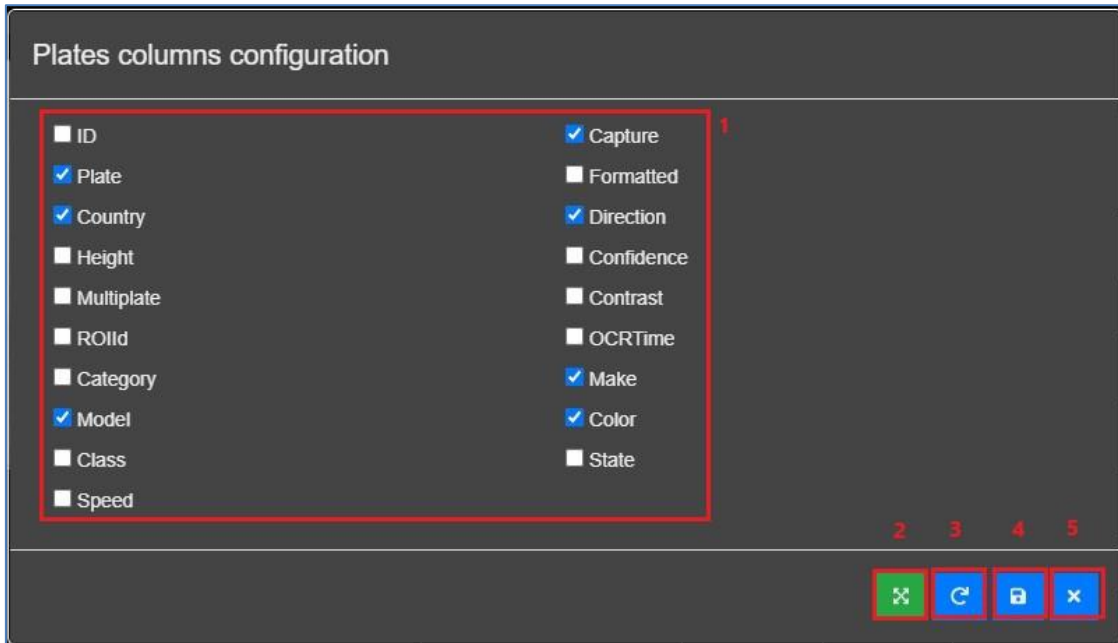 Plates columns configuration
ID
Capture
1
Plate
Formatted
Country
Direction
Height
Confidence
Multiplate
Contrast
ROIId
OCRTime
Category
Make
Model
Color
Class
State
Speed
2 3 4 5